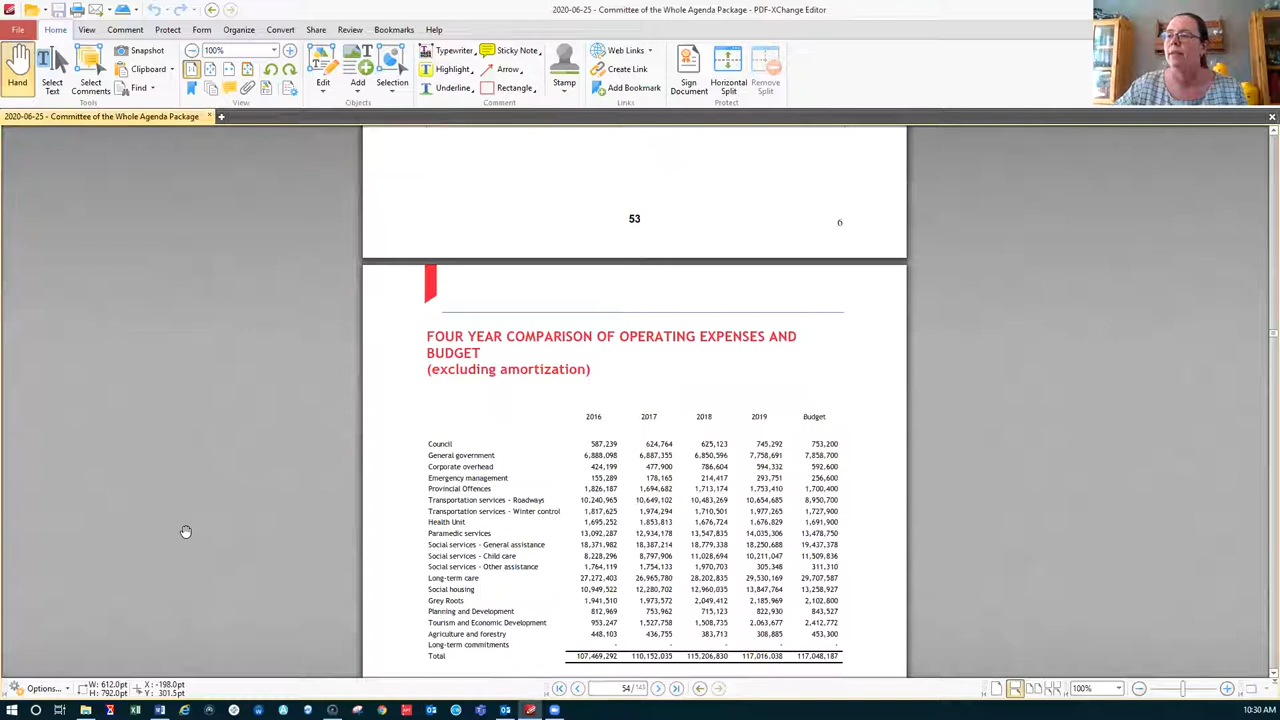 2020-06-25 - Committee of the Whole Agenda Package - PDF-XChange Editor
File Home View Comment Protect Form Organize Convert Share Review Bookmarks Help
Hand
Select Text
Select Comments
Snapshot
Clipboard
Find
Tools
100%
View
Edit
Add
Selection
Objects
Typewriter
Highlight
Underline
Sticky Note
Arrow
Rectangle
Comment
Stamp
Web Links
Create Link
Add Bookmark
Links
Sign Document
Horizontal Split
Remove Split
Protect
2020-06-25 - Committee of the Whole Agenda Package
53
6
FOUR YEAR COMPARISON OF OPERATING EXPENSES AND
BUDGET
(excluding amortization)
2016 2017 2018 2019 Budget
Council 587,239 624,764 625,123 745,292 753,200
General government 6,888,098 6,887,355 6,850,596 7,758,691 7,858,700
Corporate overhead 424,199 477,900 786,604 594,332 592,600
Emergency management 155,289 178,165 214,417 293,751 256,600
Provincial Offences 1,826,187 1,694,682 1,713,174 1,753,410 1,700,400
Transportation services - Roadways 10,240,965 10,649,102 10,483,269 10,654,685 8,950,700
Transportation services - Winter control 1,817,625 1,974,294 1,710,501 1,977,265 1,727,900
Health Unit 1,695,252 1,853,813 1,676,724 1,676,829 1,691,900
Paramedic services 13,092,287 12,934,178 13,547,835 14,035,306 13,478,750
Social services - General assistance 18,371,982 18,387,214 18,779,338 18,250,688 19,437,378
Social services - Child care 8,228,296 8,797,906 11,028,694 10,211,047 11,509,836
Social services - Other assistance 1,764,119 1,754,133 1,970,703 305,348 311,310
Long-term care 27,272,403 26,965,780 28,202,835 29,530,169 29,707,587
Social housing 10,949,522 12,280,702 12,960,035 13,847,764 13,258,927
Grey Roots 1,941,510 1,973,572 2,049,412 2,185,969 2,102,800
Planning and Development 812,969 753,962 715,123 822,930 843,527
Tourism and Economic Development 953,247 1,527,758 1,508,735 2,063,677 2,412,772
Agriculture and forestry 448,103 436,755 383,713 308,885 453,300
Long-term commitments - - - - -
Total 107,469,292 110,152,035 115,206,830 117,016,038 117,048,187
Options... W: 612.0pt H: 792.0pt X: -198.0pt Y: 301.5pt
54 / 143
100%
10:30 AM